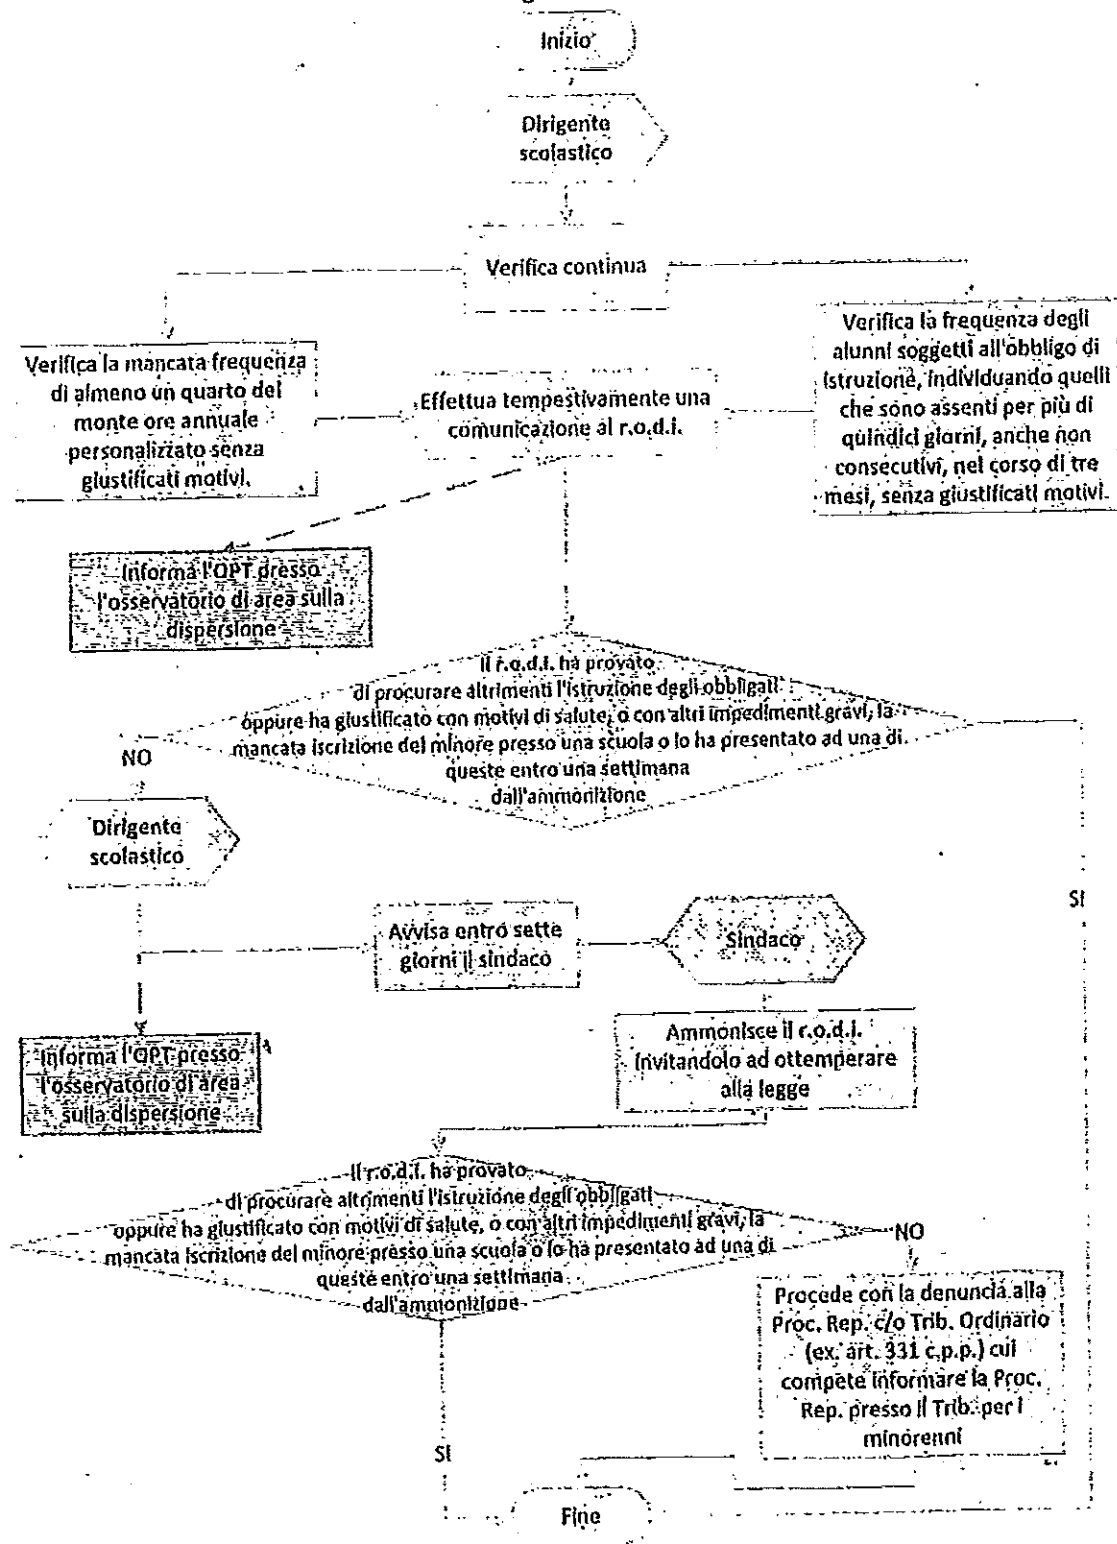 Inizio
Dirigente
scolastico
Verifica continua
Verifica la mancata frequenza
di almeno un quarto del
monte ore annuale
personalizzato senza
giustificati motivi.
Effettua tempestivamente una
comunicazione al r.o.d.i.
Verifica la frequenza degli
alunni soggetti all'obbligo di
istruzione, individuando quelli
che sono assenti per più di
quindici giorni, anche non
consecutivi, nel corso di tre
mesi, senza giustificati motivi.
Informa l'OPT presso
l'osservatorio di area sulla
dispersione
Il r.o.d.i. ha provato
di procurare altrimenti l'istruzione degli obbligati
oppure ha giustificato con motivi di salute, o con altri impedimenti gravi, la
mancata iscrizione del minore presso una scuola o lo ha presentato ad una di
queste entro una settimana
dall'ammonizione
NO
SI
Dirigente
scolastico
Avvisa entro sette
giorni il sindaco
Sindaco
Informa l'OPT presso
l'osservatorio di area
sulla dispersione
Ammonisce il r.o.d.i.
invitandolo ad ottemperare
alla legge
Il r.o.d.i. ha provato
di procurare altrimenti l'istruzione degli obbligati
oppure ha giustificato con motivi di salute, o con altri impedimenti gravi, la
mancata iscrizione del minore presso una scuola o lo ha presentato ad una di
queste entro una settimana
dall'ammonizione
NO
Procede con la denuncia alla
Proc. Rep. c/o Trib. Ordinario
(ex. art. 331 c.p.p.) cui
compete informare la Proc.
Rep. presso il Trib. per i
minorenni
SI
Fine